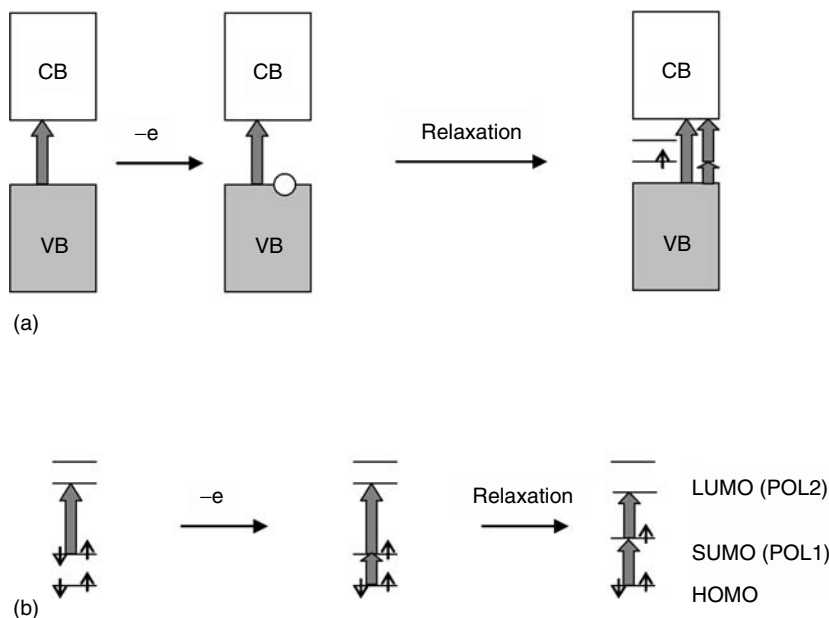 CB
CB
CB
–e
Relaxation
VB
VB
VB
(a)
–e
Relaxation
LUMO (POL2)
SUMO (POL1)
HOMO
(b)